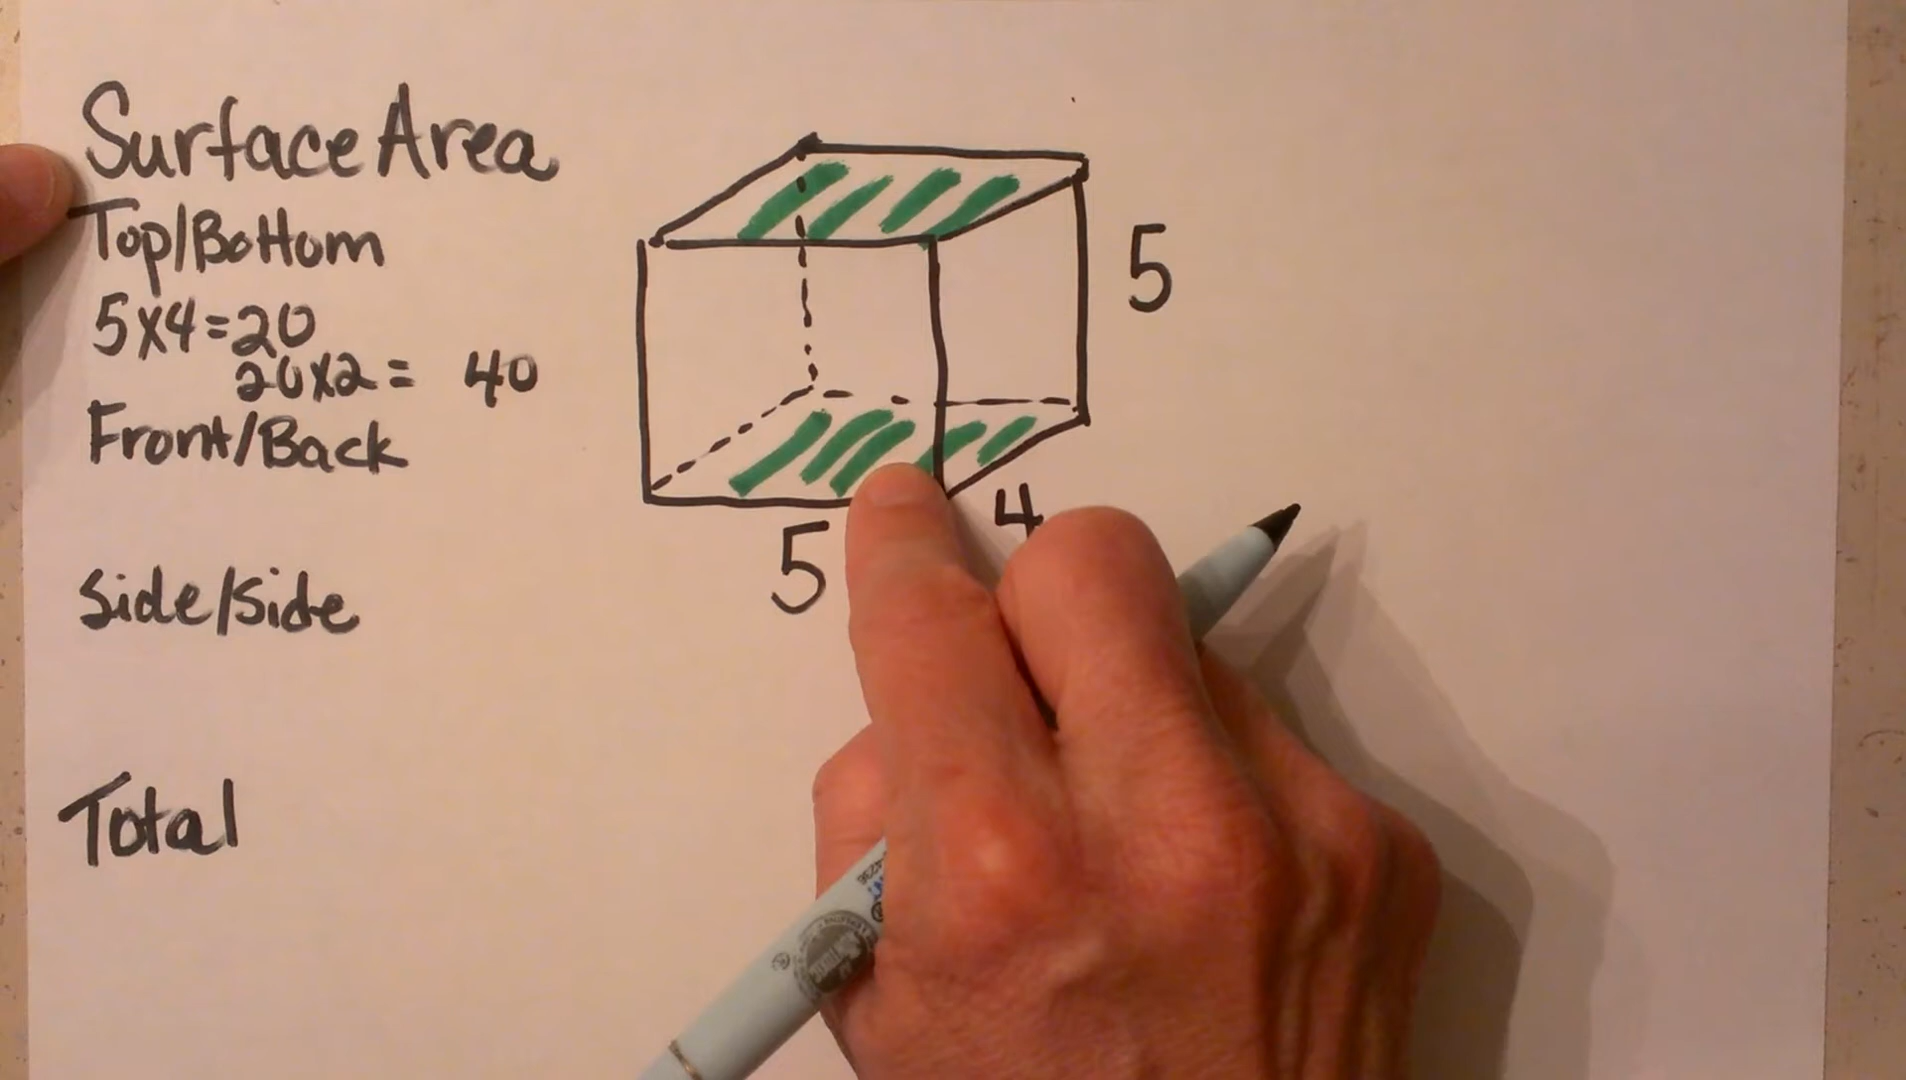 Surface Area
Top/Bottom
5x4=20
20x2= 40
Front/Back
Side/Side
Total
5
4
5